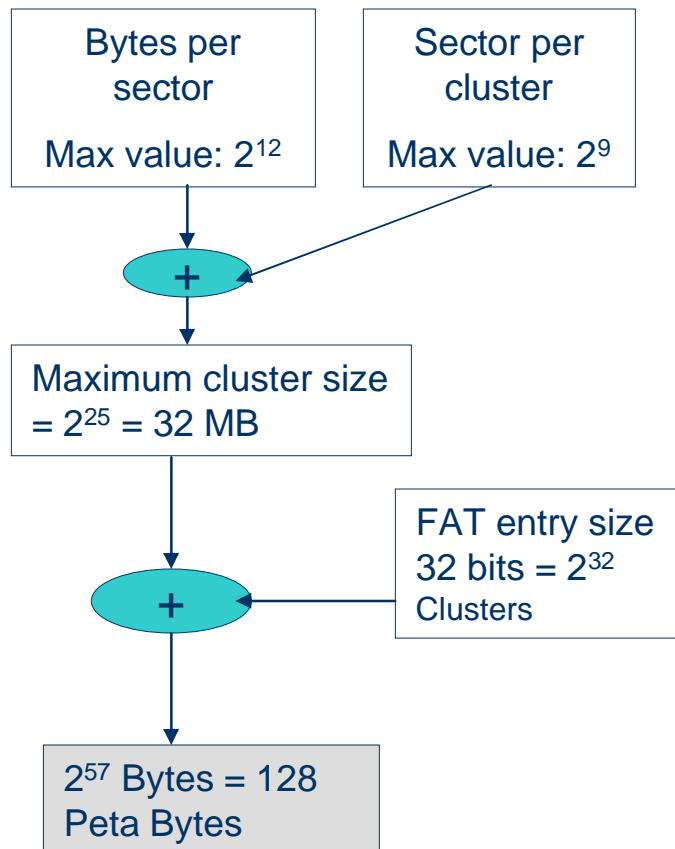 Bytes per
sector
Max value: 2¹²
Sector per
cluster
Max value: 2⁹
+
Maximum cluster size
= 2²⁵ = 32 MB
FAT entry size
32 bits = 2³²
Clusters
+
2⁵⁷ Bytes = 128
Peta Bytes